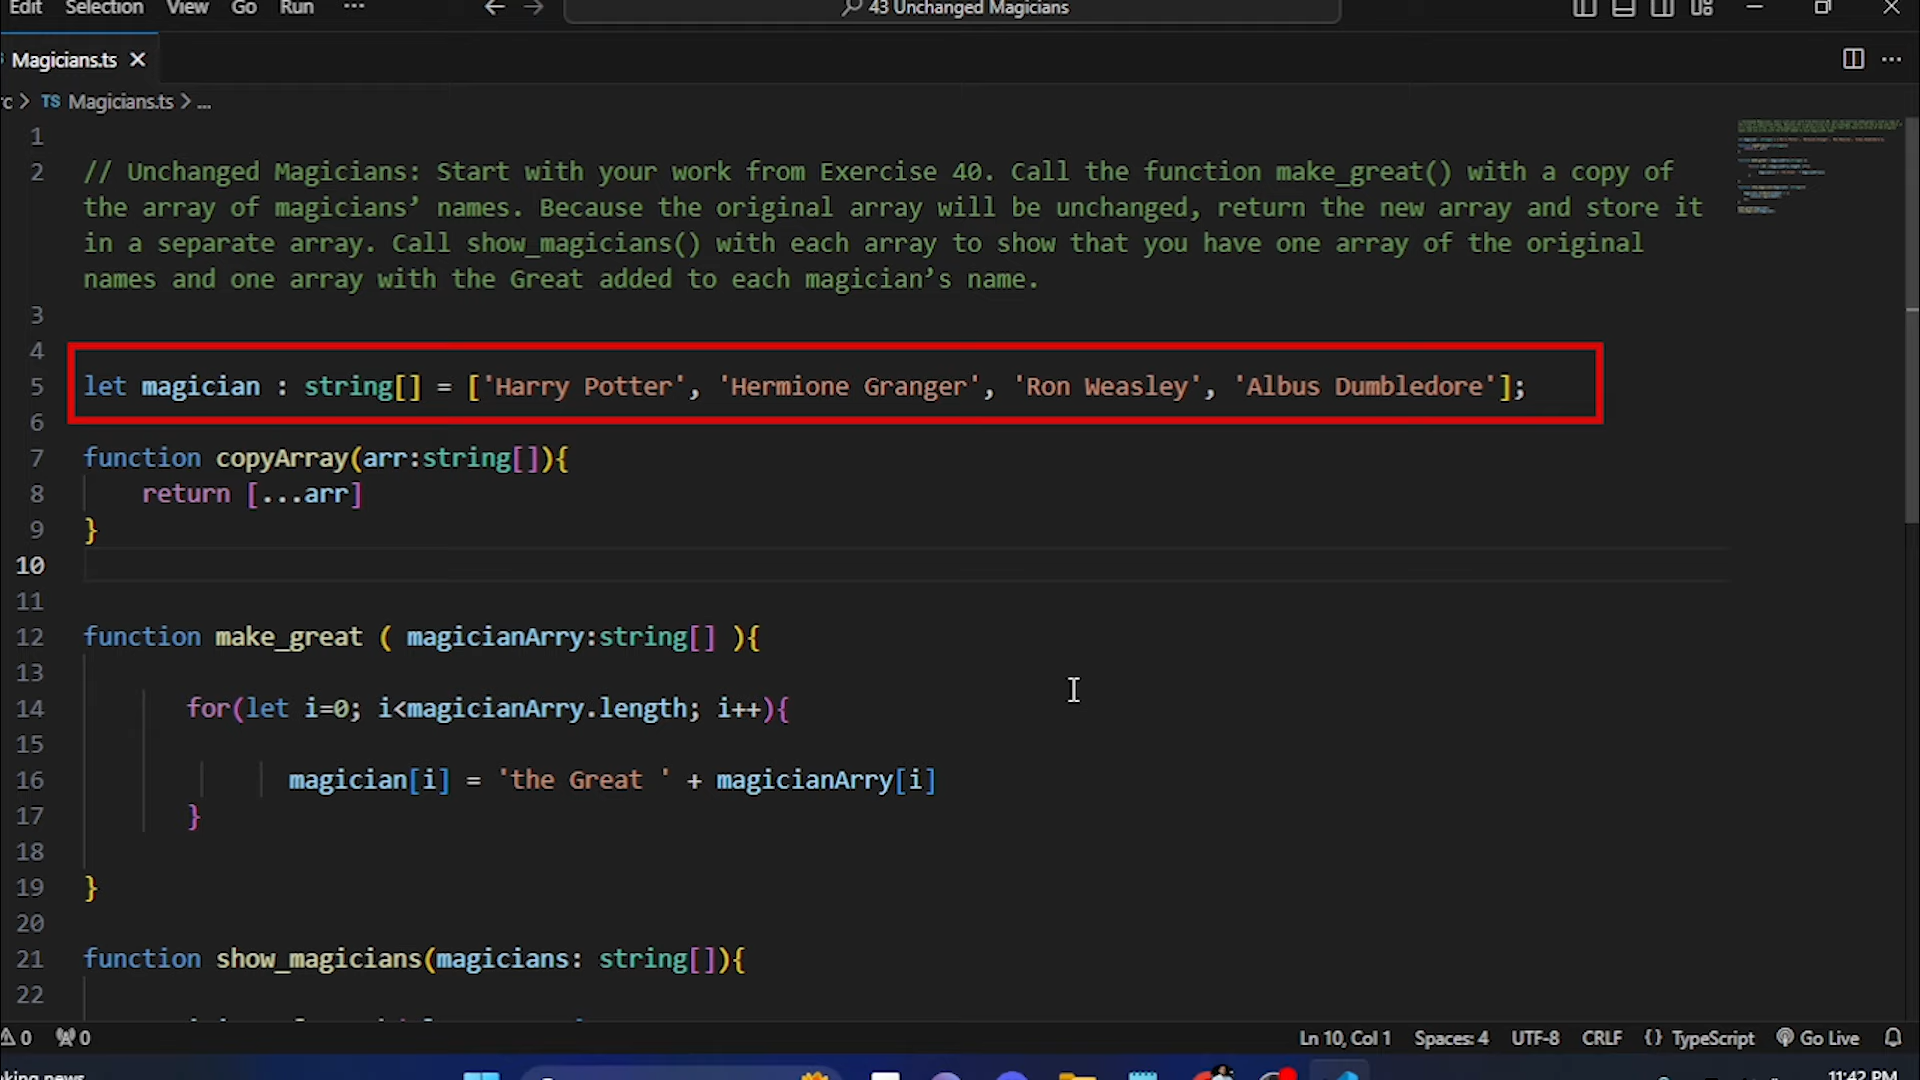 Edit Selection View Go Run ··· 43 Unchanged Magicians
Magicians.ts
rc > TS Magicians.ts > ...
1
2 // Unchanged Magicians: Start with your work from Exercise 40. Call the function make_great() with a copy of
the array of magicians’ names. Because the original array will be unchanged, return the new array and store it
in a separate array. Call show_magicians() with each array to show that you have one array of the original
names and one array with the Great added to each magician’s name.
3
4
5 let magician : string[] = ['Harry Potter', 'Hermione Granger', 'Ron Weasley', 'Albus Dumbledore'];
6
7 function copyArray(arr:string[]){
8 return [...arr]
9 }
10
11
12 function make_great ( magicianArry:string[] ){
13
14 for(let i=0; i<magicianArry.length; i++){
15
16 magician[i] = 'the Great ' + magicianArry[i]
17 }
18
19 }
20
21 function show_magicians(magicians: string[]){
22
0 0 Ln 10, Col 1 Spaces: 4 UTF-8 CRLF {} TypeScript Go Live
king news 11:42 PM